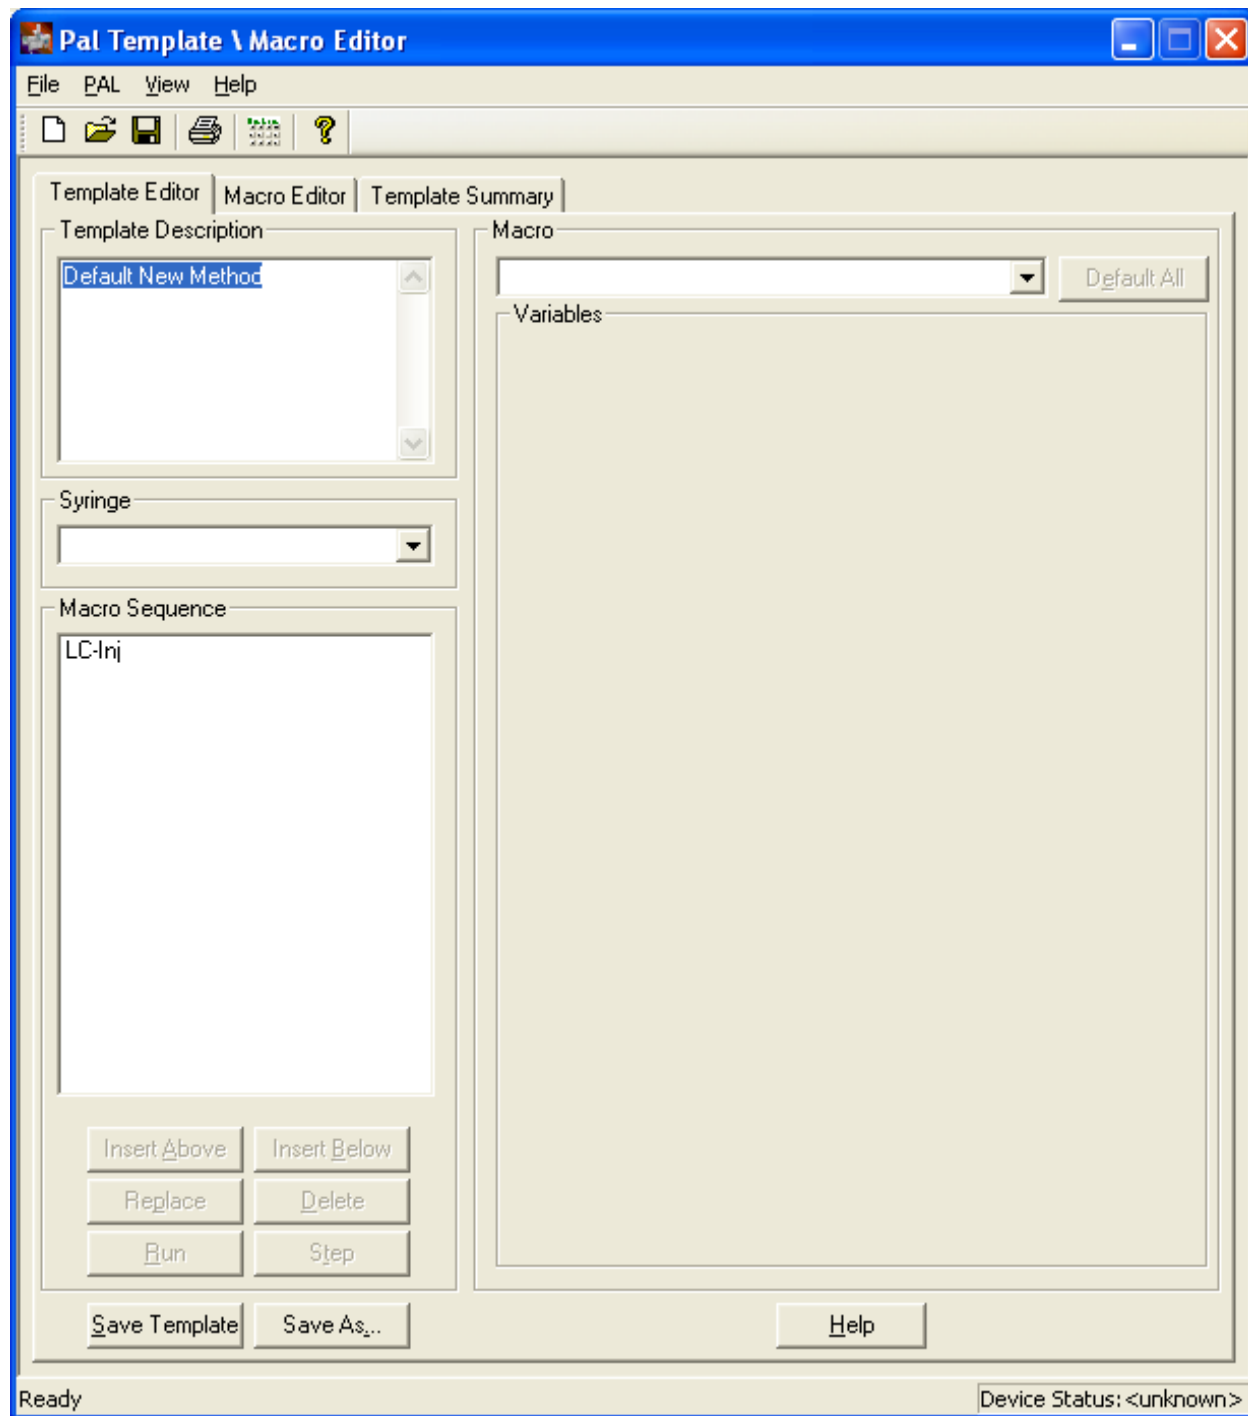 Pal Template \ Macro Editor
File PAL View Help
Template Editor Macro Editor Template Summary
Template Description
Default New Method
Macro
Default All
Variables
Syringe
Macro Sequence
LC-Inj
Insert Above Insert Below
Replace Delete
Run Step
Save Template Save As... Help
Ready Device Status: <unknown>